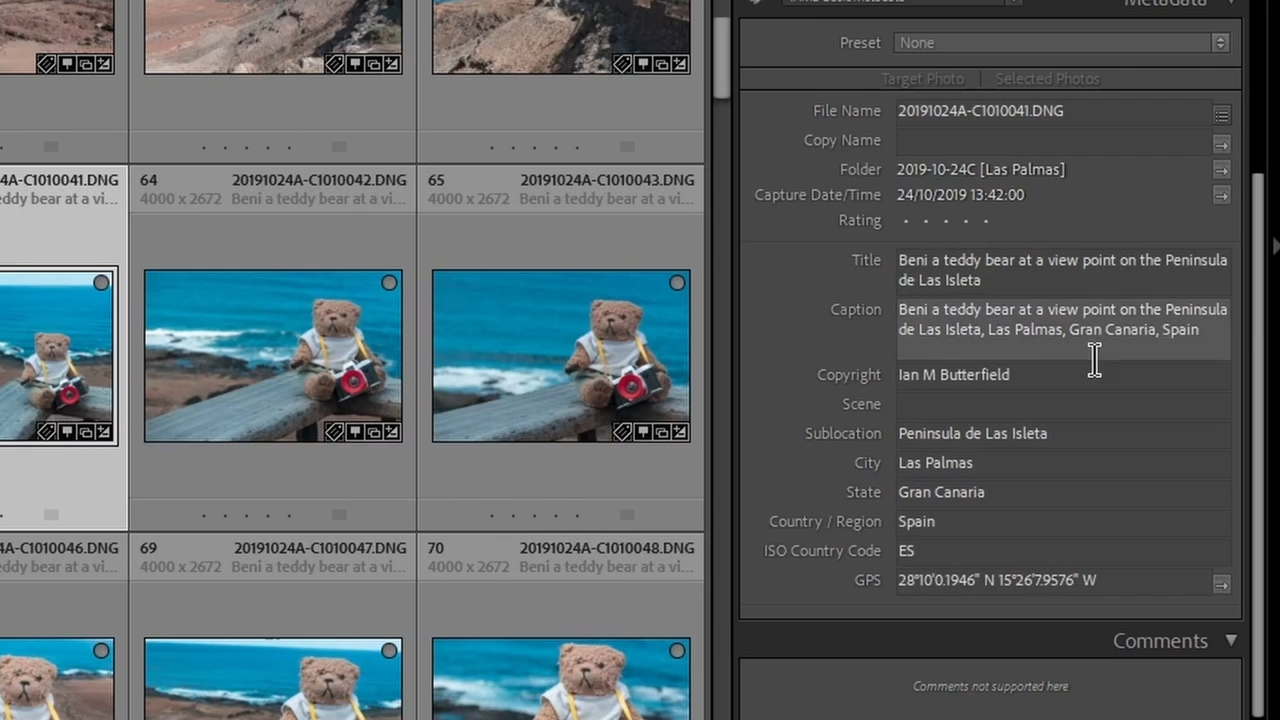 Metadata
Preset None
Target Photo Selected Photos
File Name 20191024A-C1010041.DNG
Copy Name
Folder 2019-10-24C [Las Palmas]
Capture Date/Time 24/10/2019 13:42:00
Rating
Title Beni a teddy bear at a view point on the Peninsula
de Las Isleta
Caption Beni a teddy bear at a view point on the Peninsula
de Las Isleta, Las Palmas, Gran Canaria, Spain
Copyright Ian M Butterfield
Scene
Sublocation Peninsula de Las Isleta
City Las Palmas
State Gran Canaria
Country / Region Spain
ISO Country Code ES
GPS 28°10'0.1946" N 15°26'7.9576" W
Comments
Comments not supported here
4A-C1010041.DNG 64 20191024A-C1010042.DNG 65 20191024A-C1010043.DNG
eddy bear at a vi... 4000 x 2672 Beni a teddy bear at a vi... 4000 x 2672 Beni a teddy bear at a vi...
4A-C1010046.DNG 69 20191024A-C1010047.DNG 70 20191024A-C1010048.DNG
eddy bear at a vi... 4000 x 2672 Beni a teddy bear at a vi... 4000 x 2672 Beni a teddy bear at a vi...